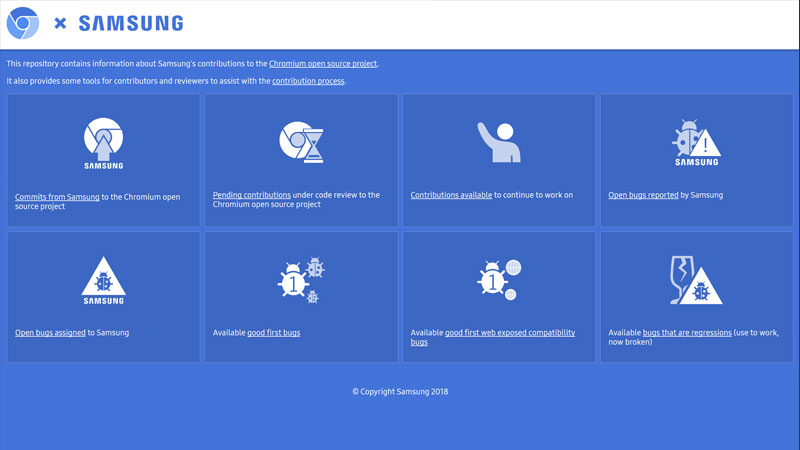 SAMSUNG
This repository contains information about Samsung's contributions to the Chromium open source project.
It also provides some tools for contributors and reviewers to assist with the contribution process.
SAMSUNG
Commits from Samsung to the Chromium open
source project
Pending contributions under code review to the
Chromium open source project
Contributions available to continue to work on
!
SAMSUNG
Open bugs reported by Samsung
SAMSUNG
Open bugs assigned to Samsung
1
Available good first bugs
1
Available good first web exposed compatibility
bugs
Available bugs that are regressions (use to work,
now broken)
© Copyright Samsung 2018